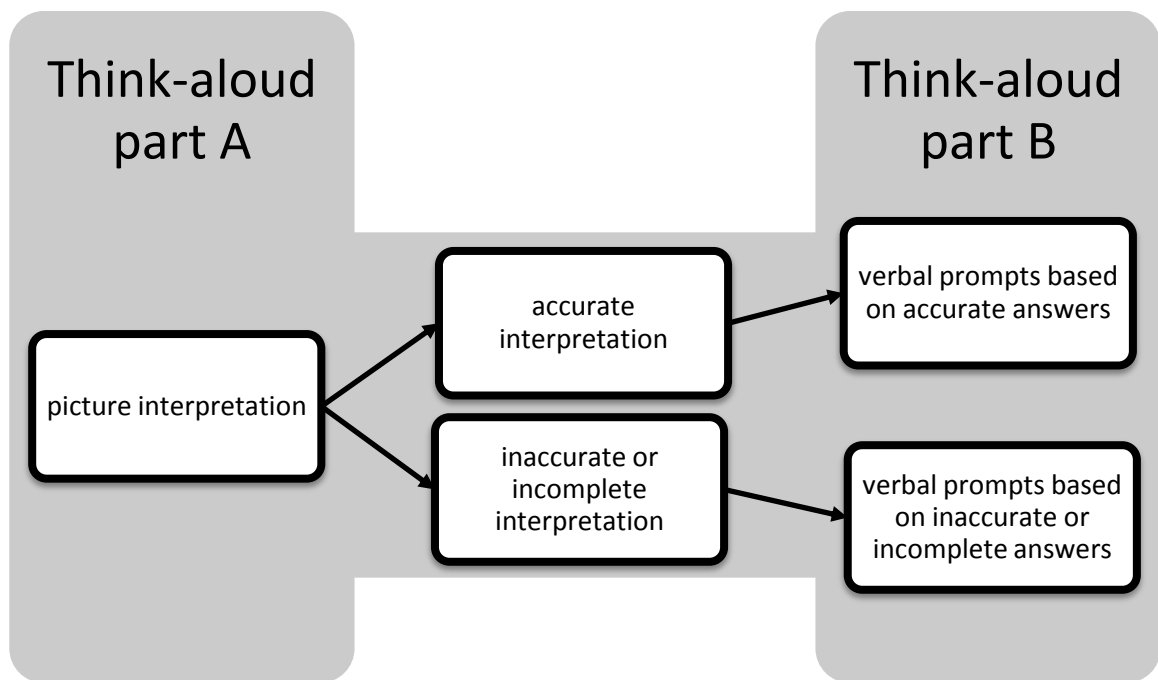 Think-aloud
part A
Think-aloud
part B
picture interpretation
accurate
interpretation
inaccurate or
incomplete
interpretation
verbal prompts based
on accurate answers
verbal prompts based
on inaccurate or
incomplete answers